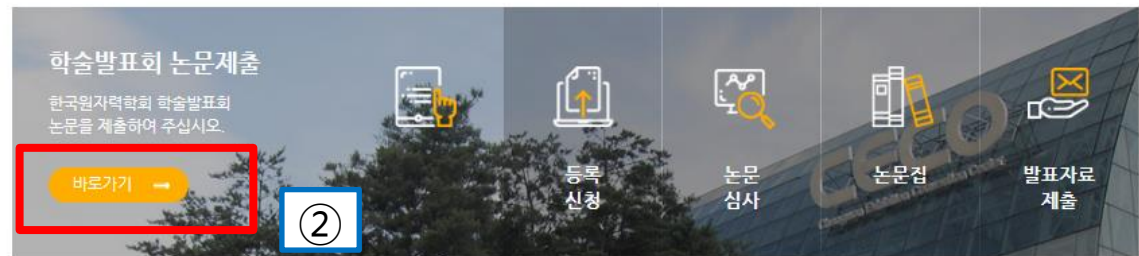 학술발표회 논문제출
한국원자력학회 학술발표회
논문을 제출하여 주십시오.
바로가기
②
등록
신청
논문
심사
논문집
발표자료
제출
CECO